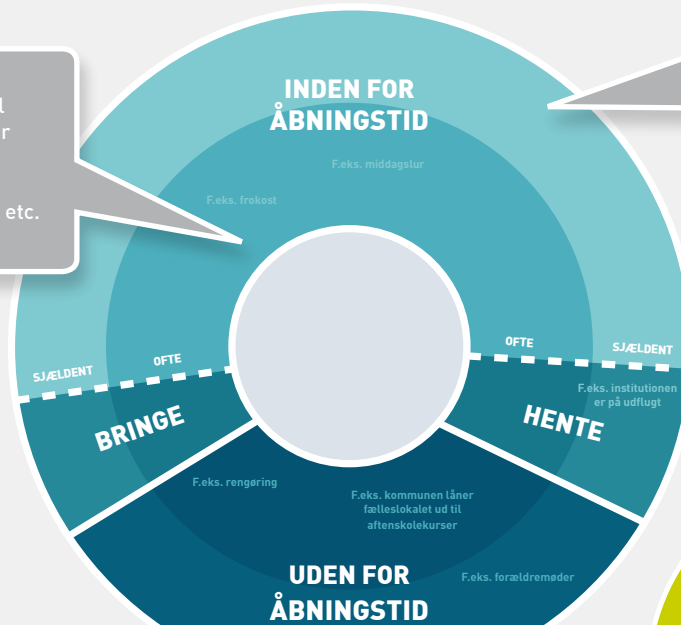 l
r
etc.
INDEN FOR
ÅBNINGSTID
F.eks. middagslur
F.eks. frokost
SJÆLDENT
OFTE
OFTE
SJÆLDENT
BRINGE
HENTE
F.eks. institutionen
er på udflugt
F.eks. rengøring
F.eks. kommunen låner
fælleslokalet ud til
aftenskolekurser
F.eks. forældremøder
UDEN FOR
ÅBNINGSTID